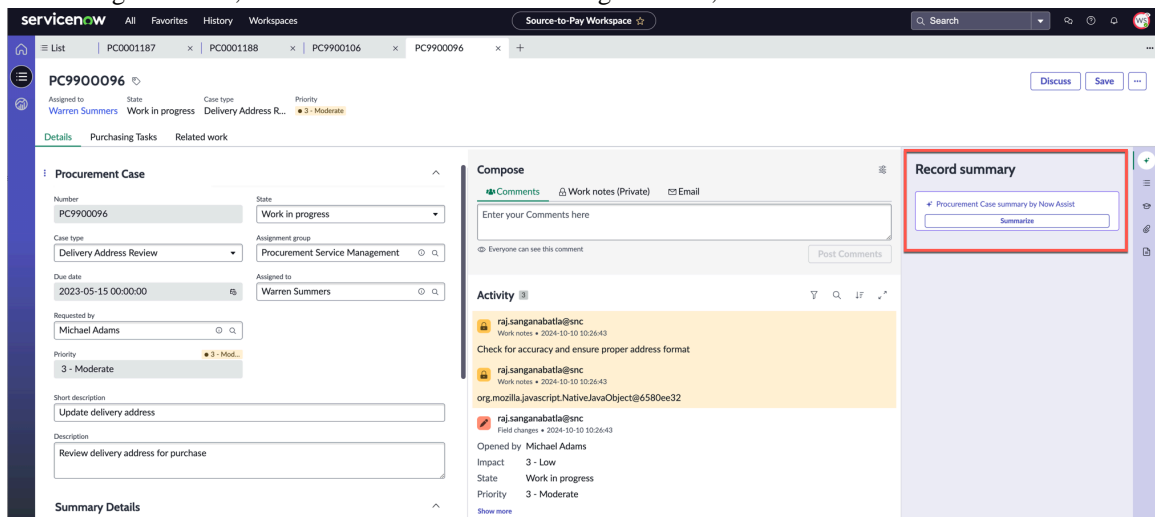 servicenow All Favorites History Workspaces Source-to-Pay Workspace Search WS
List PC0001187 PC0001188 PC9900106 PC9900096
PC9900096
Discuss Save
Assigned to State Case type Priority
Warren Summers Work in progress Delivery Address R... 3 - Moderate
Details Purchasing Tasks Related work
Procurement Case
Number State
PC9900096 Work in progress
Case type Assignment group
Delivery Address Review Procurement Service Management
Due date Assigned to
2023-05-15 00:00:00 Warren Summers
Requested by
Michael Adams
Priority 3 - Mod...
3 - Moderate
Short description
Update delivery address
Description
Review delivery address for purchase
Summary Details
Compose
Comments Work notes (Private) Email
Enter your Comments here
Everyone can see this comment
Post Comments
Activity 3
raj.sanganabatla@snc
Work notes • 2024-10-10 10:26:43
Check for accuracy and ensure proper address format
raj.sanganabatla@snc
Work notes • 2024-10-10 10:26:43
org.mozilla.javascript.NativeJavaObject@6580ee32
raj.sanganabatla@snc
Field changes • 2024-10-10 10:26:43
Opened by Michael Adams
Impact 3 - Low
State Work in progress
Priority 3 - Moderate
Show more
Record summary
Procurement Case summary by Now Assist
Summarize